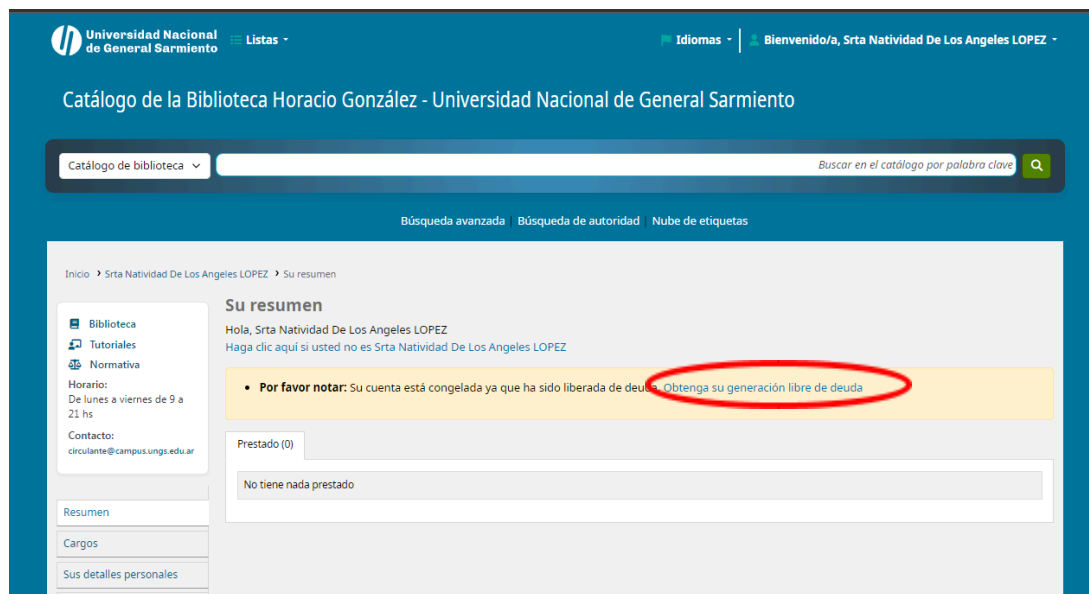 Universidad Nacional
de General Sarmiento
Listas
Idiomas
Bienvenido/a, Srta Natividad De Los Angeles LOPEZ
Catálogo de la Biblioteca Horacio González - Universidad Nacional de General Sarmiento
Catálogo de biblioteca
Buscar en el catálogo por palabra clave
Búsqueda avanzada | Búsqueda de autoridad | Nube de etiquetas
Inicio › Srta Natividad De Los Angeles LOPEZ › Su resumen
Biblioteca
Tutoriales
Normativa
Horario:
De lunes a viernes de 9 a
21 hs
Contacto:
circulante@campus.ungs.edu.ar
Resumen
Cargos
Sus detalles personales
Su resumen
Hola, Srta Natividad De Los Angeles LOPEZ
Haga clic aquí si usted no es Srta Natividad De Los Angeles LOPEZ
• Por favor notar: Su cuenta está congelada ya que ha sido liberada de deuda. Obtenga su generación libre de deuda
Prestado (0)
No tiene nada prestado